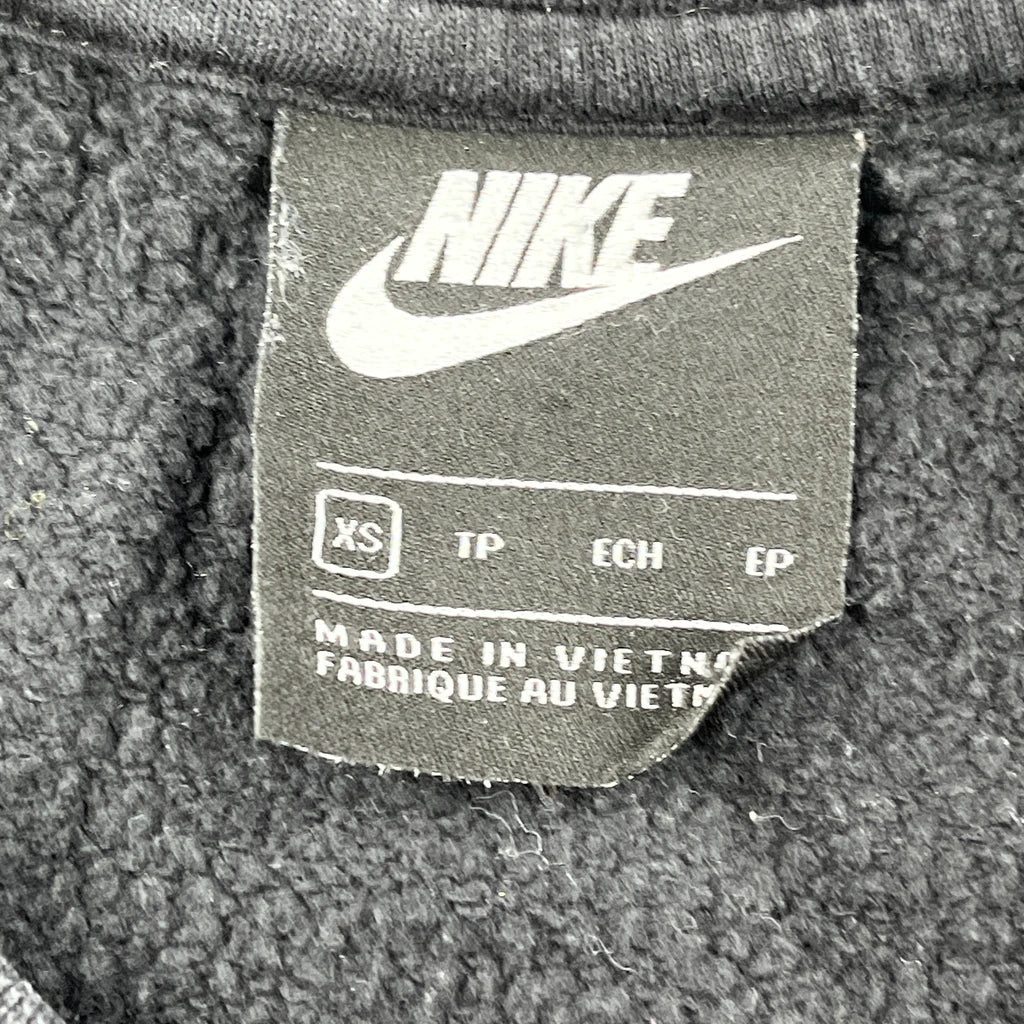 NIKE
XS TP ECH EP
MADE IN
FABRIQUE AU